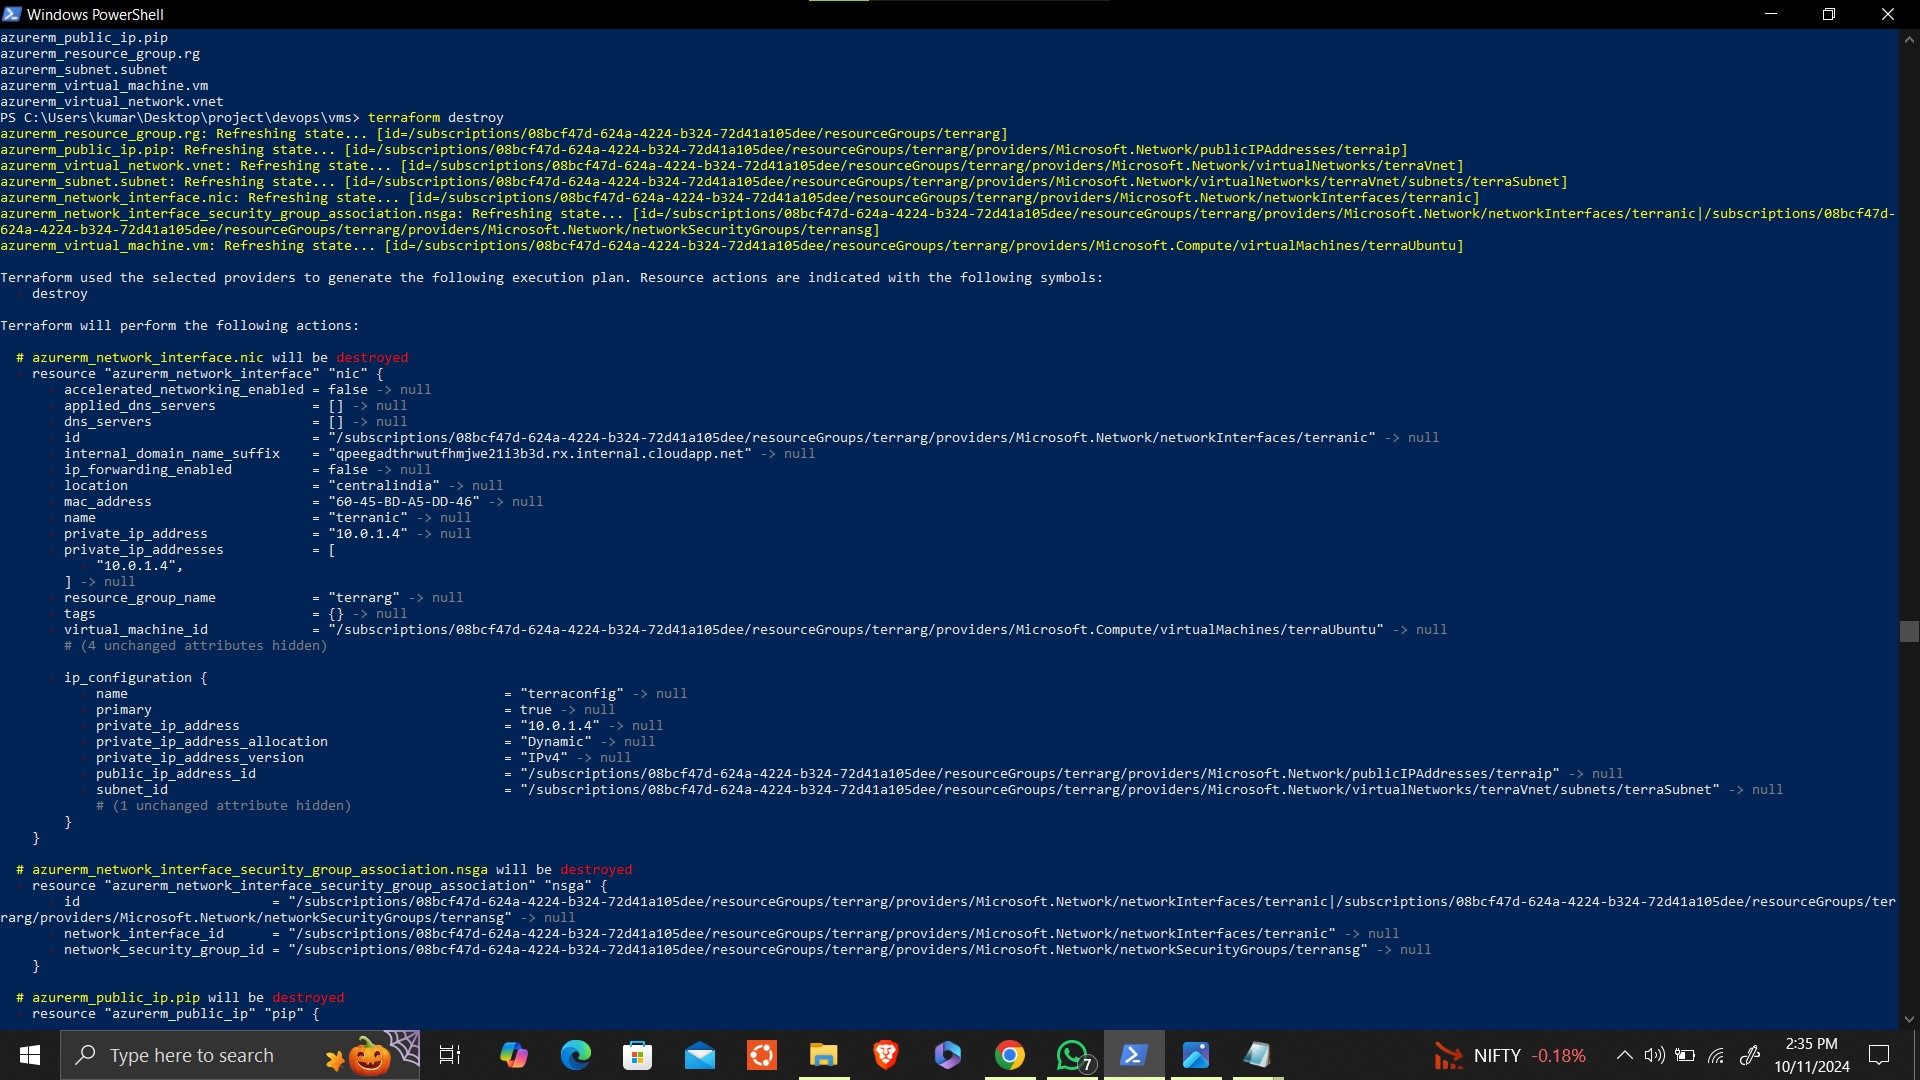 Windows PowerShell
azurerm_public_ip.pip
azurerm_resource_group.rg
azurerm_subnet.subnet
azurerm_virtual_machine.vm
azurerm_virtual_network.vnet
PS C:\Users\kumar\Desktop\project\devops\vms> terraform destroy
azurerm_resource_group.rg: Refreshing state... [id=/subscriptions/08bcf47d-624a-4224-b324-72d41a105dee/resourceGroups/terrarg]
azurerm_public_ip.pip: Refreshing state... [id=/subscriptions/08bcf47d-624a-4224-b324-72d41a105dee/resourceGroups/terrarg/providers/Microsoft.Network/publicIPAddresses/terraip]
azurerm_virtual_network.vnet: Refreshing state... [id=/subscriptions/08bcf47d-624a-4224-b324-72d41a105dee/resourceGroups/terrarg/providers/Microsoft.Network/virtualNetworks/terraVnet]
azurerm_subnet.subnet: Refreshing state... [id=/subscriptions/08bcf47d-624a-4224-b324-72d41a105dee/resourceGroups/terrarg/providers/Microsoft.Network/virtualNetworks/terraVnet/subnets/terraSubnet]
azurerm_network_interface.nic: Refreshing state... [id=/subscriptions/08bcf47d-624a-4224-b324-72d41a105dee/resourceGroups/terrarg/providers/Microsoft.Network/networkInterfaces/terranic]
azurerm_network_interface_security_group_association.nsga: Refreshing state... [id=/subscriptions/08bcf47d-624a-4224-b324-72d41a105dee/resourceGroups/terrarg/providers/Microsoft.Network/networkInterfaces/terranic|/subscriptions/08bcf47d-
624a-4224-b324-72d41a105dee/resourceGroups/terrarg/providers/Microsoft.Network/networkSecurityGroups/terransg]
azurerm_virtual_machine.vm: Refreshing state... [id=/subscriptions/08bcf47d-624a-4224-b324-72d41a105dee/resourceGroups/terrarg/providers/Microsoft.Compute/virtualMachines/terraUbuntu]
Terraform used the selected providers to generate the following execution plan. Resource actions are indicated with the following symbols:
- destroy
Terraform will perform the following actions:
# azurerm_network_interface.nic will be destroyed
- resource "azurerm_network_interface" "nic" {
- accelerated_networking_enabled = false -> null
- applied_dns_servers = [] -> null
- dns_servers = [] -> null
- id = "/subscriptions/08bcf47d-624a-4224-b324-72d41a105dee/resourceGroups/terrarg/providers/Microsoft.Network/networkInterfaces/terranic" -> null
- internal_domain_name_suffix = "qpeegadthrwutfhmjwe21i3b3d.rx.internal.cloudapp.net" -> null
- ip_forwarding_enabled = false -> null
- location = "centralindia" -> null
- mac_address = "60-45-BD-A5-DD-46" -> null
- name = "terranic" -> null
- private_ip_address = "10.0.1.4" -> null
- private_ip_addresses = [
- "10.0.1.4",
] -> null
- resource_group_name = "terrarg" -> null
- tags = {} -> null
- virtual_machine_id = "/subscriptions/08bcf47d-624a-4224-b324-72d41a105dee/resourceGroups/terrarg/providers/Microsoft.Compute/virtualMachines/terraUbuntu" -> null
# (4 unchanged attributes hidden)
- ip_configuration {
- name = "terraconfig" -> null
- primary = true -> null
- private_ip_address = "10.0.1.4" -> null
- private_ip_address_allocation = "Dynamic" -> null
- private_ip_address_version = "IPv4" -> null
- public_ip_address_id = "/subscriptions/08bcf47d-624a-4224-b324-72d41a105dee/resourceGroups/terrarg/providers/Microsoft.Network/publicIPAddresses/terraip" -> null
- subnet_id = "/subscriptions/08bcf47d-624a-4224-b324-72d41a105dee/resourceGroups/terrarg/providers/Microsoft.Network/virtualNetworks/terraVnet/subnets/terraSubnet" -> null
# (1 unchanged attribute hidden)
}
}
# azurerm_network_interface_security_group_association.nsga will be destroyed
- resource "azurerm_network_interface_security_group_association" "nsga" {
- id = "/subscriptions/08bcf47d-624a-4224-b324-72d41a105dee/resourceGroups/terrarg/providers/Microsoft.Network/networkInterfaces/terranic|/subscriptions/08bcf47d-624a-4224-b324-72d41a105dee/resourceGroups/ter
rarg/providers/Microsoft.Network/networkSecurityGroups/terransg" -> null
- network_interface_id = "/subscriptions/08bcf47d-624a-4224-b324-72d41a105dee/resourceGroups/terrarg/providers/Microsoft.Network/networkInterfaces/terranic" -> null
- network_security_group_id = "/subscriptions/08bcf47d-624a-4224-b324-72d41a105dee/resourceGroups/terrarg/providers/Microsoft.Network/networkSecurityGroups/terransg" -> null
}
# azurerm_public_ip.pip will be destroyed
- resource "azurerm_public_ip" "pip" {
Type here to search
7
NIFTY -0.18%
2:35 PM
10/11/2024